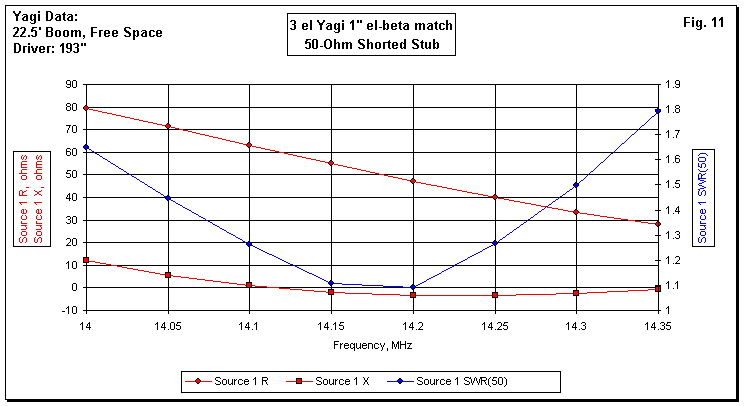 Yagi Data:
22.5' Boom, Free Space
Driver: 193"
3 el Yagi 1" el-beta match
50-Ohm Shorted Stub
Fig. 11
90
80
70
60
50
40
30
20
10
0
-10
1.9
1.8
1.7
1.6
1.5
1.4
1.3
1.2
1.1
1
Source 1 R, ohms
Source 1 X, ohms
Source 1 SWR(50)
14 14.05 14.1 14.15 14.2 14.25 14.3 14.35
Frequency, MHz
Source 1 R Source 1 X Source 1 SWR(50)